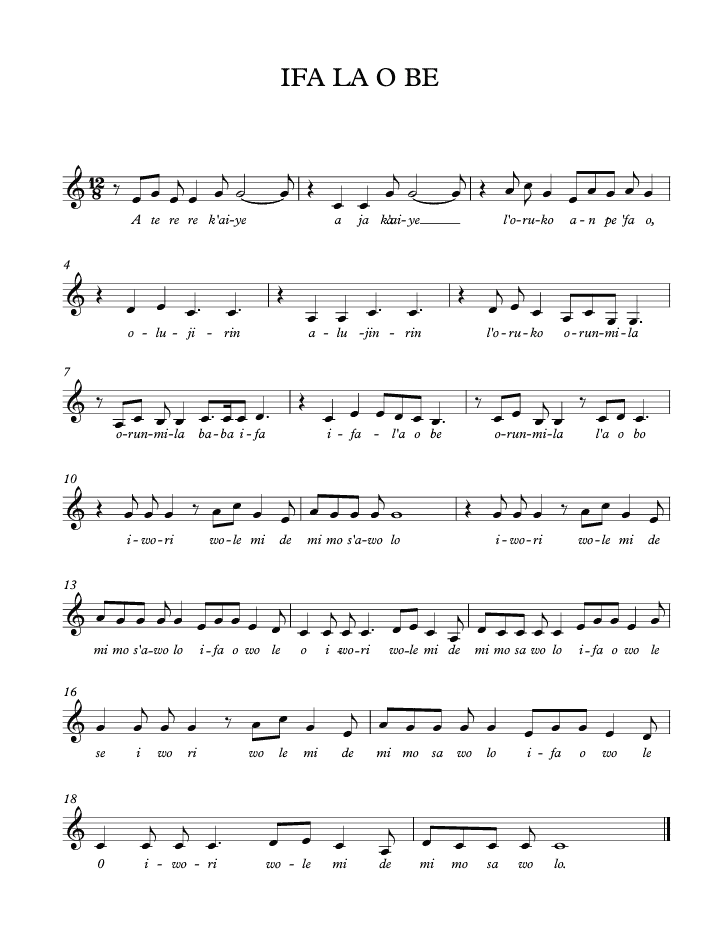 IFA LA O BE
12
8
A te re re k'ai-ye a ja k'ai-ye l'o-ru-ko a-n pe 'fa o,
4
o-lu-ji-rin a-lu-jin-rin l'o-ru-ko o-run-mi-la
7
o-run-mi-la ba-ba i-fa i-fa-l'a o be o-run-mi-la l'a o bo
10
i-wo-ri wo-le mi de mi mo s'a-wo lo i-wo-ri wo-le mi de
13
mi mo s'a-wo lo i-fa o wo le o i wo-ri wo-le mi de mi mo sa wo lo i-fa o wo le
16
se i wo ri wo le mi de mi mo sa wo lo i-fa o wo le
18
0 i-wo-ri wo-le mi de mi mo sa wo lo.